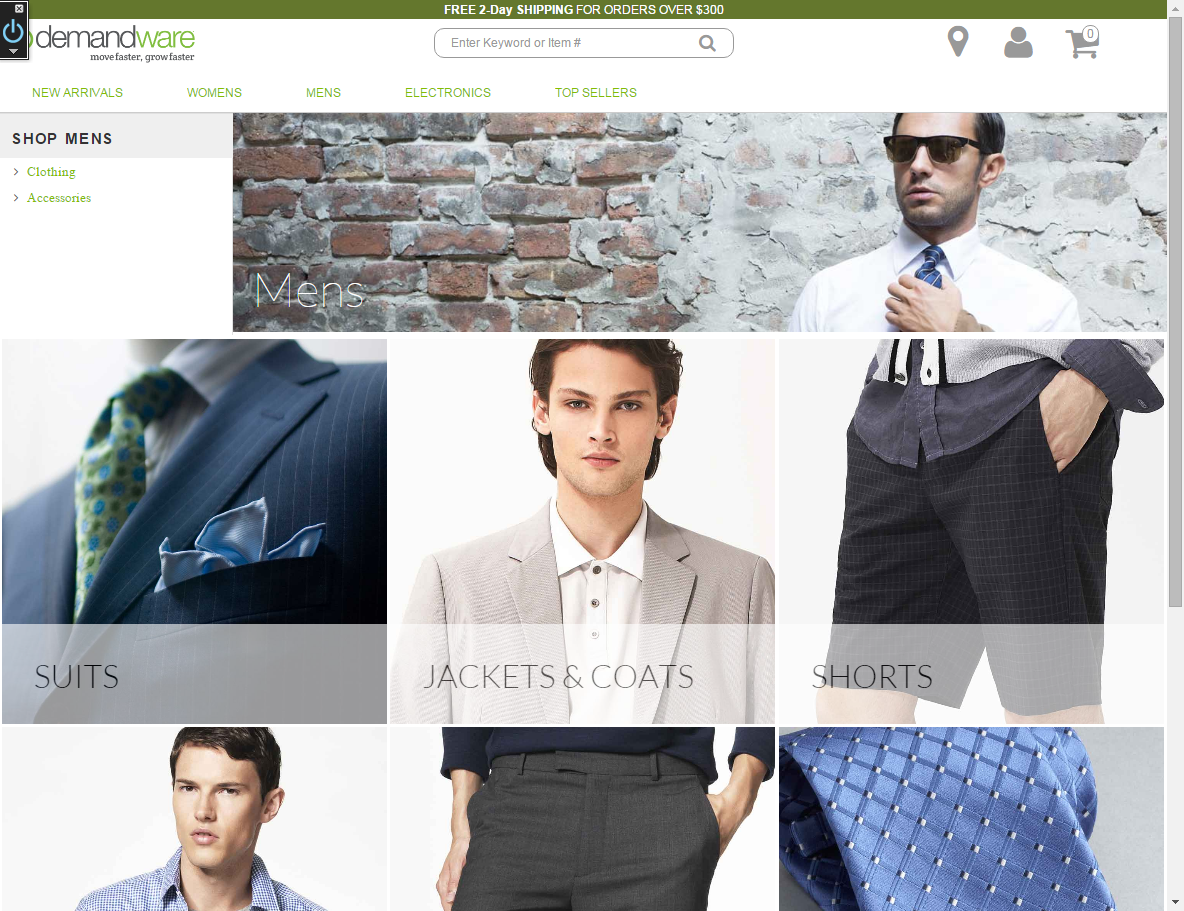 FREE 2-Day SHIPPING FOR ORDERS OVER $300
demandware
move faster, grow faster
Enter Keyword or Item #
0
NEW ARRIVALS WOMENS MENS ELECTRONICS TOP SELLERS
SHOP MENS
Clothing
Accessories
Mens
SUITS
JACKETS & COATS
SHORTS